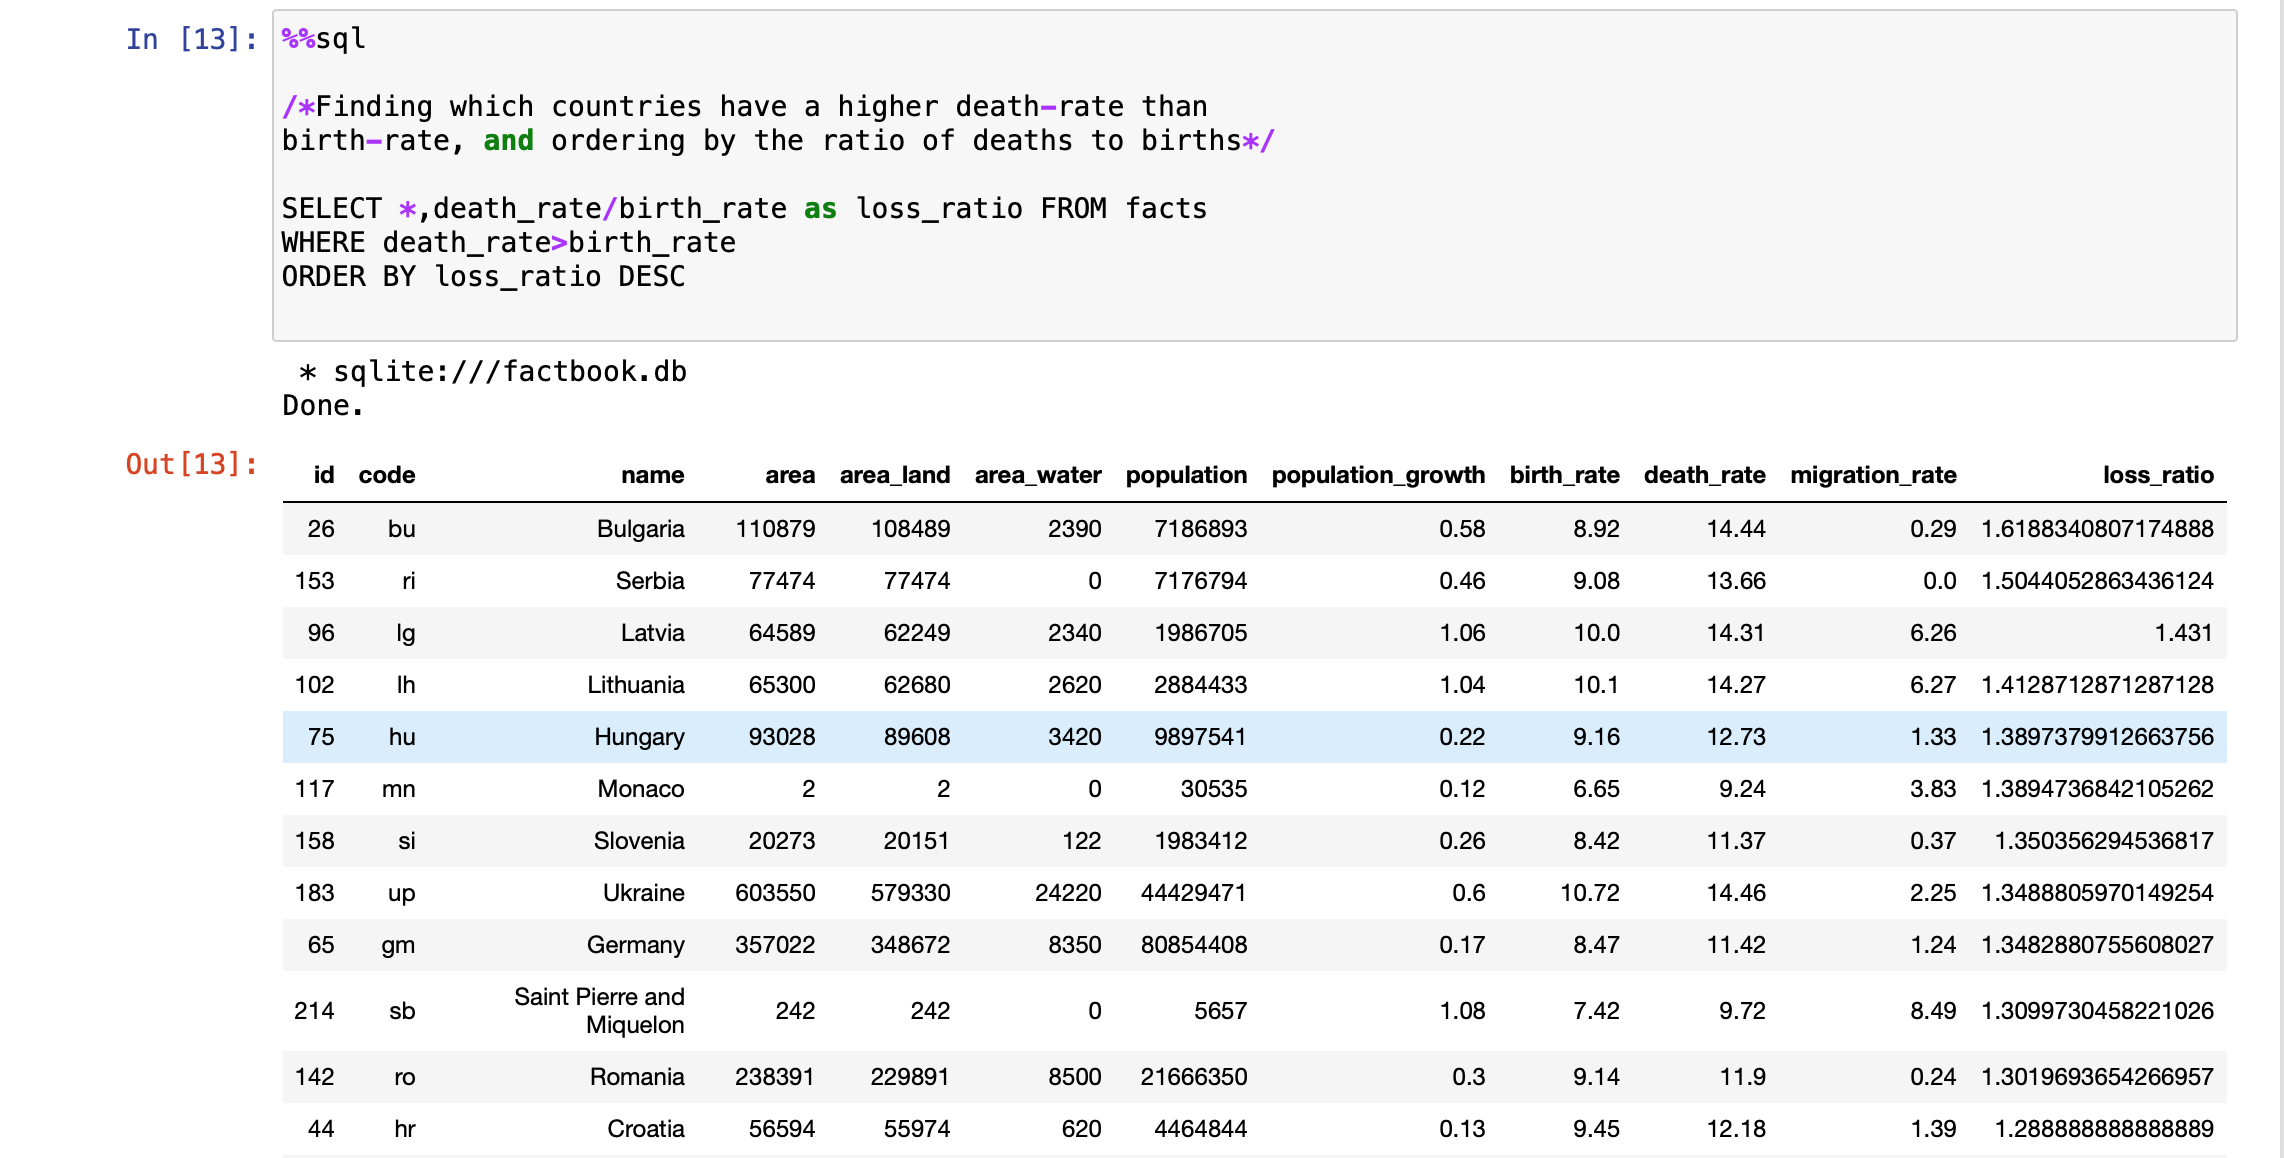 In [13]: %%sql
/*Finding which countries have a higher death-rate than
birth-rate, and ordering by the ratio of deaths to births*/
SELECT *,death_rate/birth_rate as loss_ratio FROM facts
WHERE death_rate>birth_rate
ORDER BY loss_ratio DESC
* sqlite:///factbook.db
Done.
Out[13]:
id code name area area_land area_water population population_growth birth_rate death_rate migration_rate loss_ratio
26 bu Bulgaria 110879 108489 2390 7186893 0.58 8.92 14.44 0.29 1.6188340807174888
153 ri Serbia 77474 77474 0 7176794 0.46 9.08 13.66 0.0 1.5044052863436124
96 lg Latvia 64589 62249 2340 1986705 1.06 10.0 14.31 6.26 1.431
102 lh Lithuania 65300 62680 2620 2884433 1.04 10.1 14.27 6.27 1.4128712871287128
75 hu Hungary 93028 89608 3420 9897541 0.22 9.16 12.73 1.33 1.3897379912663756
117 mn Monaco 2 2 0 30535 0.12 6.65 9.24 3.83 1.3894736842105262
158 si Slovenia 20273 20151 122 1983412 0.26 8.42 11.37 0.37 1.350356294536817
183 up Ukraine 603550 579330 24220 44429471 0.6 10.72 14.46 2.25 1.3488805970149254
65 gm Germany 357022 348672 8350 80854408 0.17 8.47 11.42 1.24 1.3482880755608027
214 sb Saint Pierre and
Miquelon 242 242 0 5657 1.08 7.42 9.72 8.49 1.3099730458221026
142 ro Romania 238391 229891 8500 21666350 0.3 9.14 11.9 0.24 1.3019693654266957
44 hr Croatia 56594 55974 620 4464844 0.13 9.45 12.18 1.39 1.288888888888889